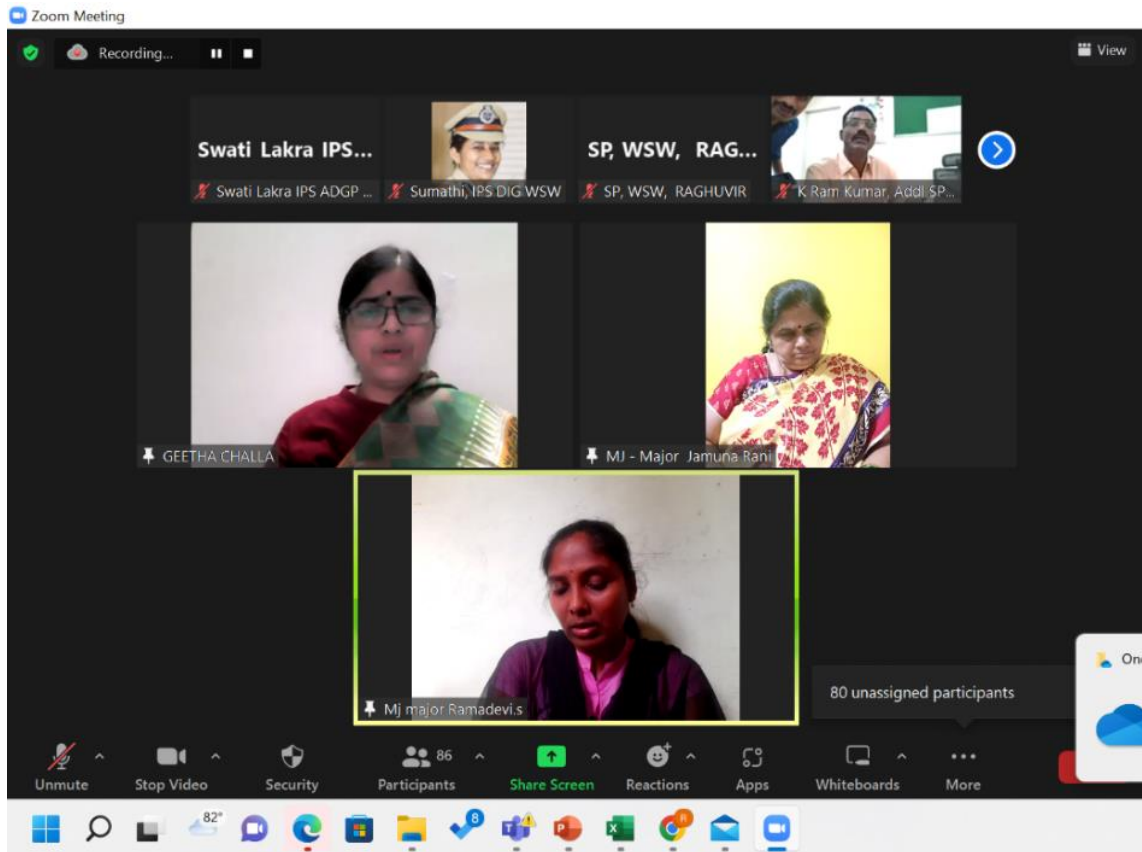 Zoom Meeting
Recording...
View
Swati Lakra IPS...
SP, WSW, RAG...
Swati Lakra IPS ADGP ...
Sumathi, IPS DIG WSW
SP, WSW, RAGHUVIR
K Ram Kumar, Addl SP...
GEETHA CHALLA
MJ - Major Jamuna Rani
Mj major Ramadevi.s
80 unassigned participants
On
86
Unmute
Stop Video
Security
Participants
Share Screen
Reactions
Apps
Whiteboards
More
82°
8